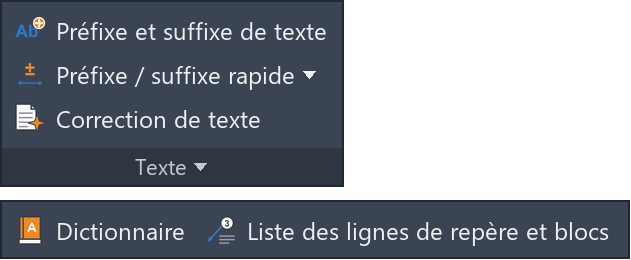 Préfixe et suffixe de texte
Préfixe / suffixe rapide
Correction de texte
Texte
Dictionnaire
Liste des lignes de repère et blocs